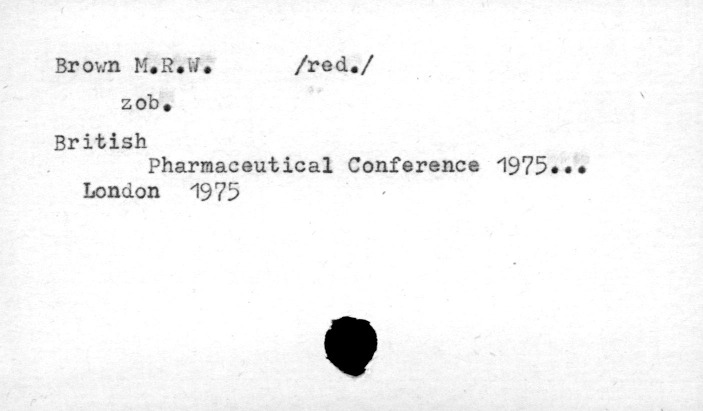 Brown M.R.W. /red./
zob.
British
Pharmaceutical Conference 1975...
London 1975